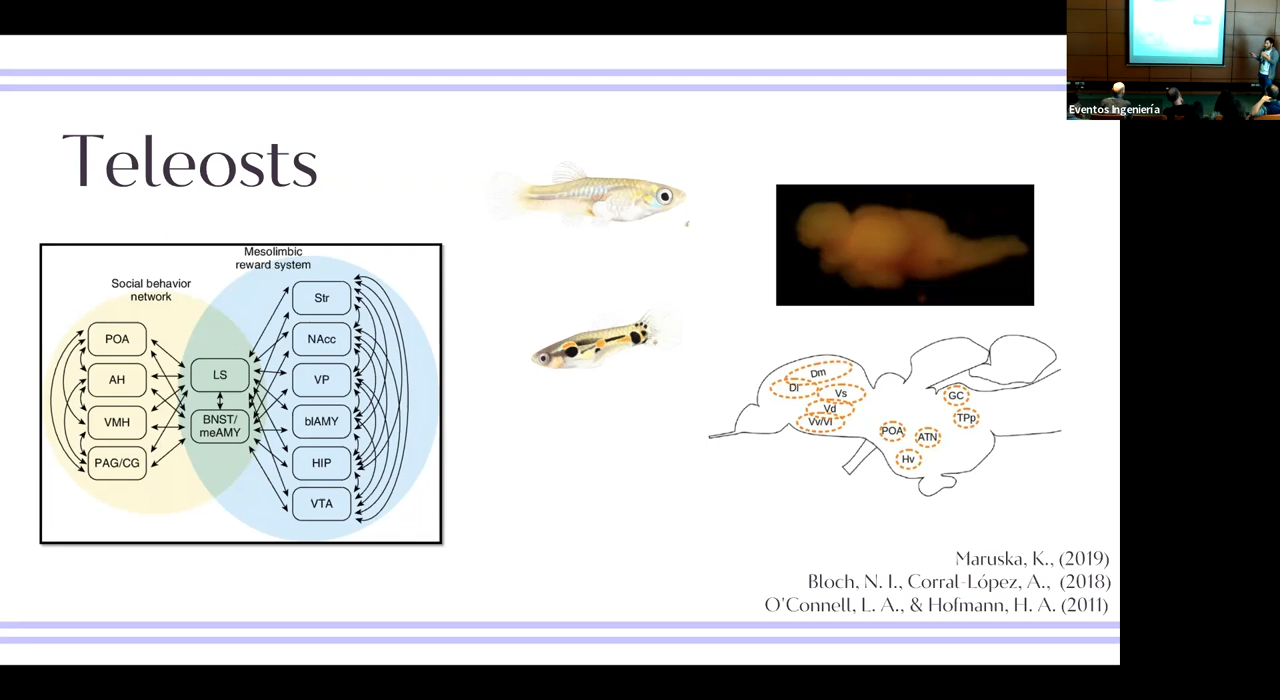 Eventos Ingeniería
Teleosts
Mesolimbic
reward system
Social behavior
network
Str
POA
NAcc
LS
AH
VP
BNST/
meAMY
VMH
blAMY
PAG/CG
HIP
VTA
Dm
Dl
Vs
Vd
Vv/Vl
GC
TPp
POA
ATN
Hv
Maruska, K., (2019)
Bloch, N. I., Corral-López, A., (2018)
O'Connell, L. A., & Hofmann, H. A. (2011)